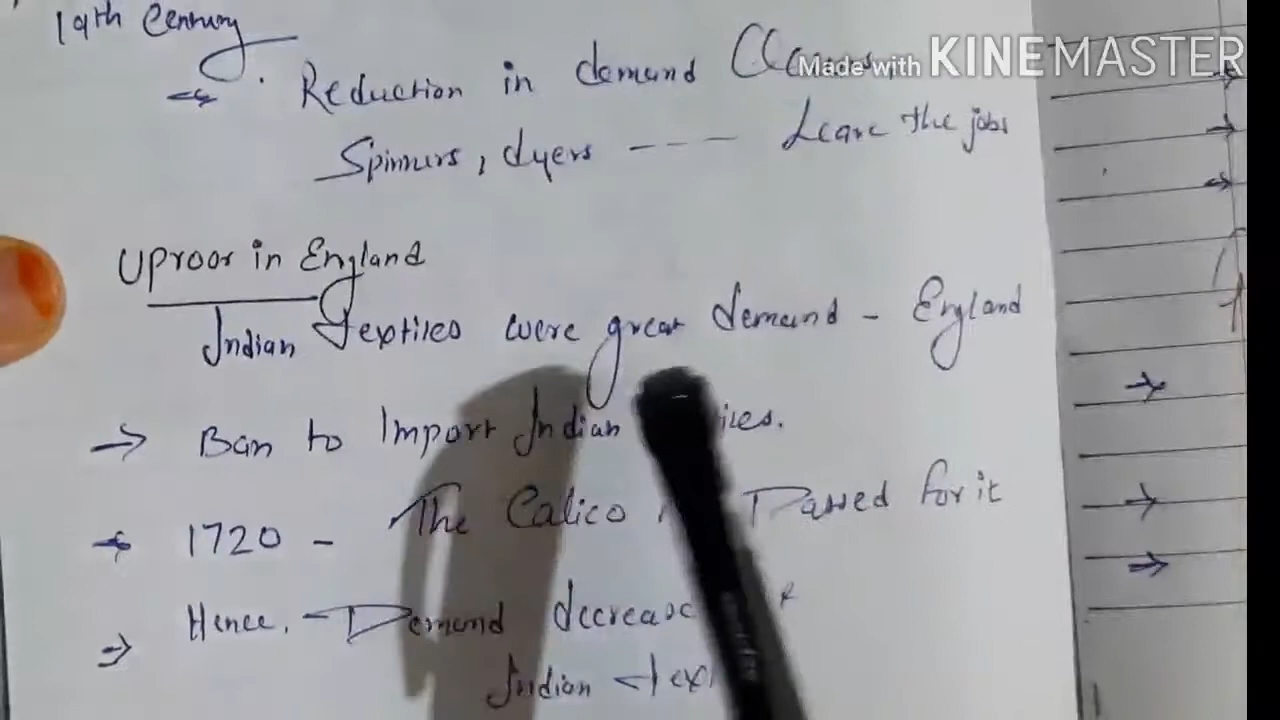 19th Century
Reduction in demand
Made with KINEMASTER
Spinners, dyers ---- Leave the jobs
Uproor in England
Indian Textiles were great demand - England
→ Ban to Import Indian
→ 1720 - The Calico Passed for it
⇒ Hence, - Demand decrease
Indian